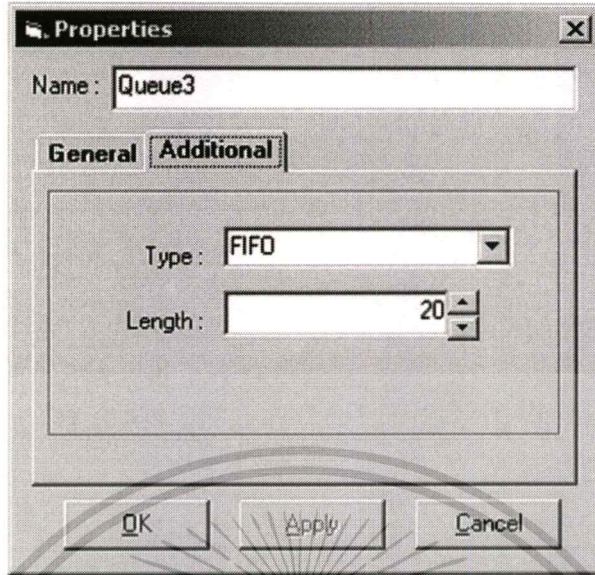 Properties
Name : Queue3
General Additional
Type : FIFO
Length : 20
OK Apply Cancel